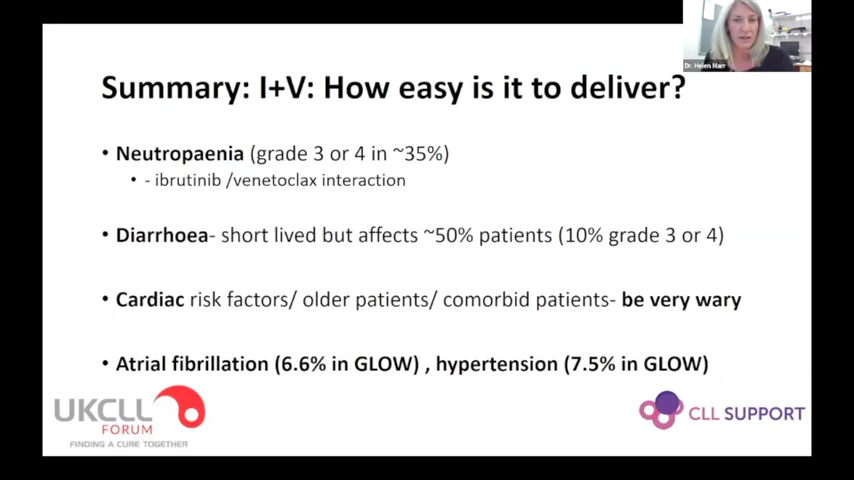 Dr. Helen Marr
Summary: I+V: How easy is it to deliver?
• Neutropaenia (grade 3 or 4 in ~35%)
• - ibrutinib /venetoclax interaction
• Diarrhoea- short lived but affects ~50% patients (10% grade 3 or 4)
• Cardiac risk factors/ older patients/ comorbid patients- be very wary
• Atrial fibrillation (6.6% in GLOW) , hypertension (7.5% in GLOW)
UKCLL
FORUM
FINDING A CURE TOGETHER
CLL SUPPORT